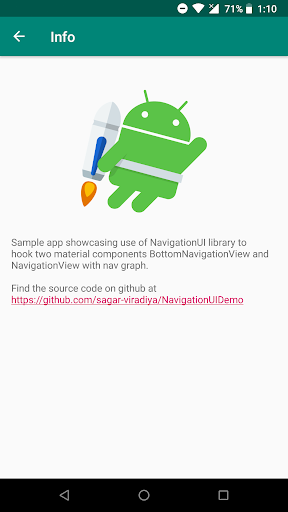 71% 1:10
Info
Sample app showcasing use of NavigationUI library to
hook two material components BottomNavigationView and
NavigationView with nav graph.
Find the source code on github at
https://github.com/sagar-viradiya/NavigationUIDemo